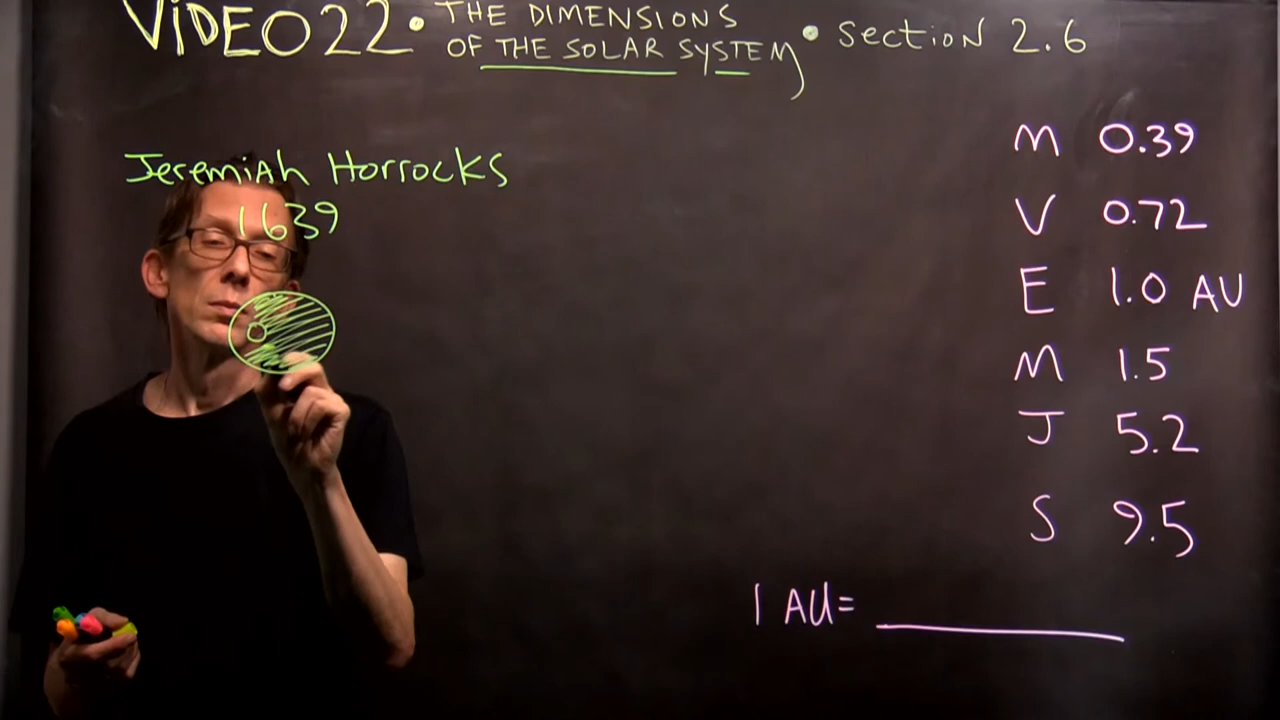 VIDEO 22 • THE DIMENSIONS OF THE SOLAR SYSTEM • SECTION 2.6
Jeremiah Horrocks
1639
M 0.39
V 0.72
E 1.0 AU
M 1.5
J 5.2
S 9.5
1 AU =